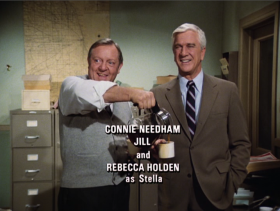 CONNIE NEEDHAM
JILL
and
REBECCA HOLDEN
as Stella